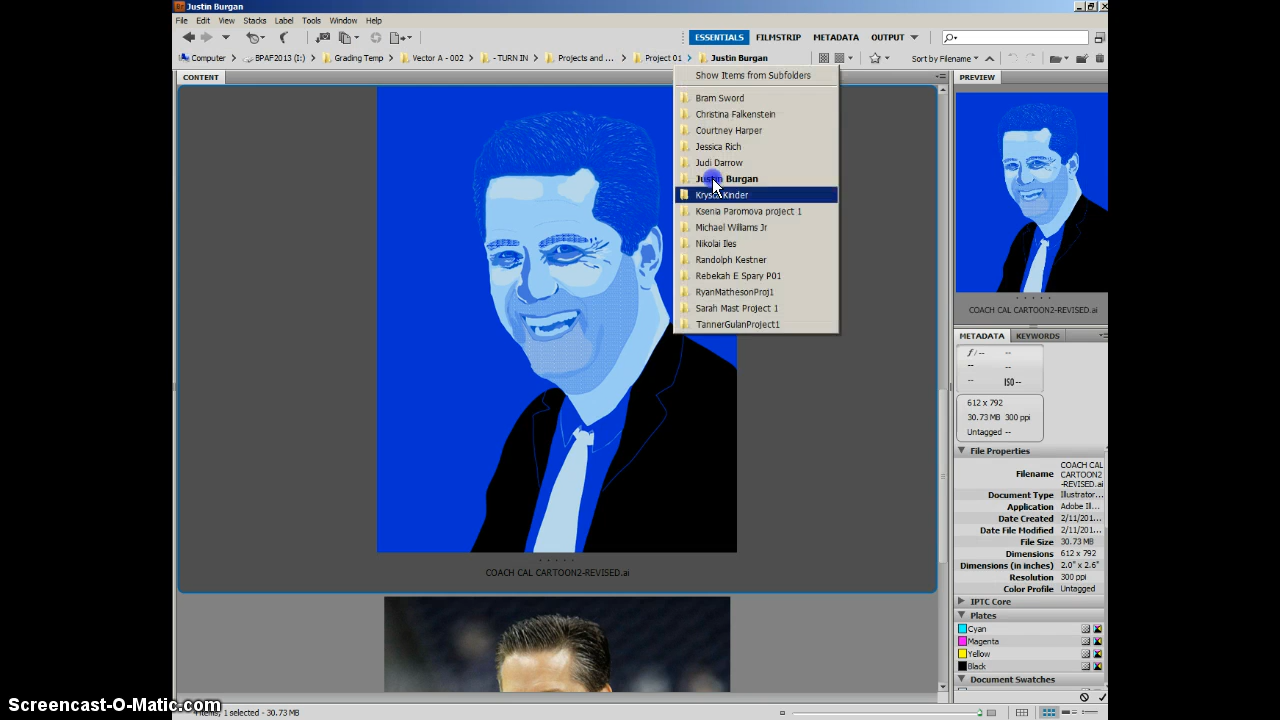 Br Justin Burgan
File Edit View Stacks Label Tools Window Help
ESSENTIALS FILMSTRIP METADATA OUTPUT
Computer BPAF2013 (I:) Grading Temp Vector A - 002 - TURN IN Projects and ... Project 01 Justin Burgan
Sort by Filename
CONTENT
Show Items from Subfolders
Bram Sword
Christina Falkenstein
Courtney Harper
Jessica Rich
Judi Darrow
Justin Burgan
Krysta Kinder
Ksenia Paromova project 1
Michael Williams Jr
Nikolai Iles
Randolph Kestner
Rebekah E Spary P01
RyanMathesonProj1
Sarah Mast Project 1
TannerGulanProject1
COACH CAL CARTOON2-REVISED.ai
PREVIEW
COACH CAL CARTOON2-REVISED.ai
METADATA KEYWORDS
f/-- --
-- --
-- ISO--
612 x 792
30.73 MB 300 ppi
Untagged --
File Properties
Filename COACH CAL CARTOON2-REVISED.ai
Document Type Illustrator...
Application Adobe Il...
Date Created 2/11/201...
Date File Modified 2/11/201...
File Size 30.73 MB
Dimensions 612 x 792
Dimensions (in inches) 2.0" x 2.6"
Resolution 300 ppi
Color Profile Untagged
IPTC Core
Plates
Cyan
Magenta
Yellow
Black
Document Swatches
items, 1 selected - 30.73 MB
Screencast-O-Matic.com